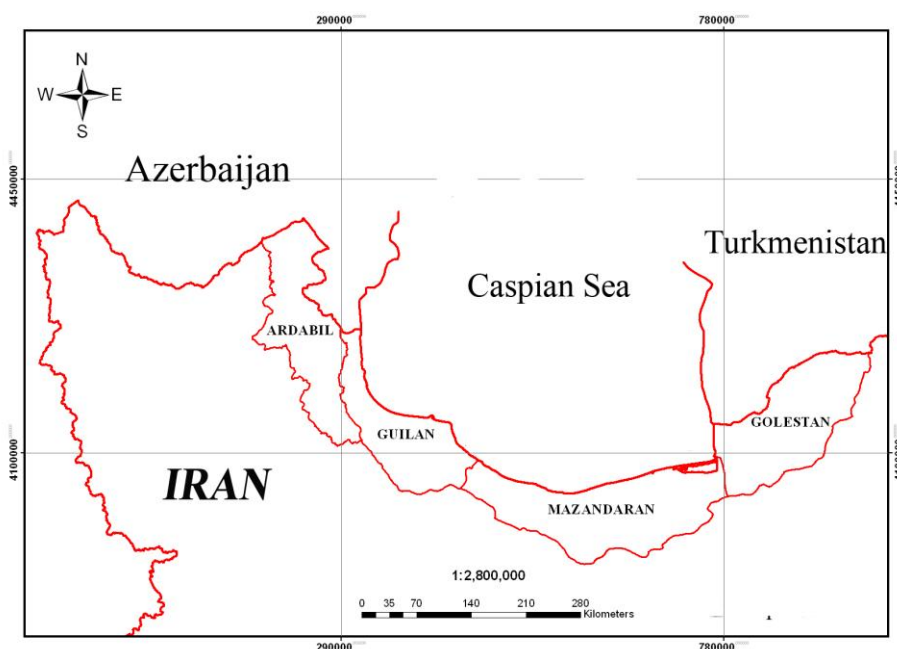 290000
780000
N
W
E
S
Azerbaijan
4450000
Turkmenistan
Caspian Sea
ARDABIL
GUILAN
GOLESTAN
4100000
IRAN
MAZANDARAN
1:2,800,000
0 35 70 140 210 280
Kilometers
290000
780000